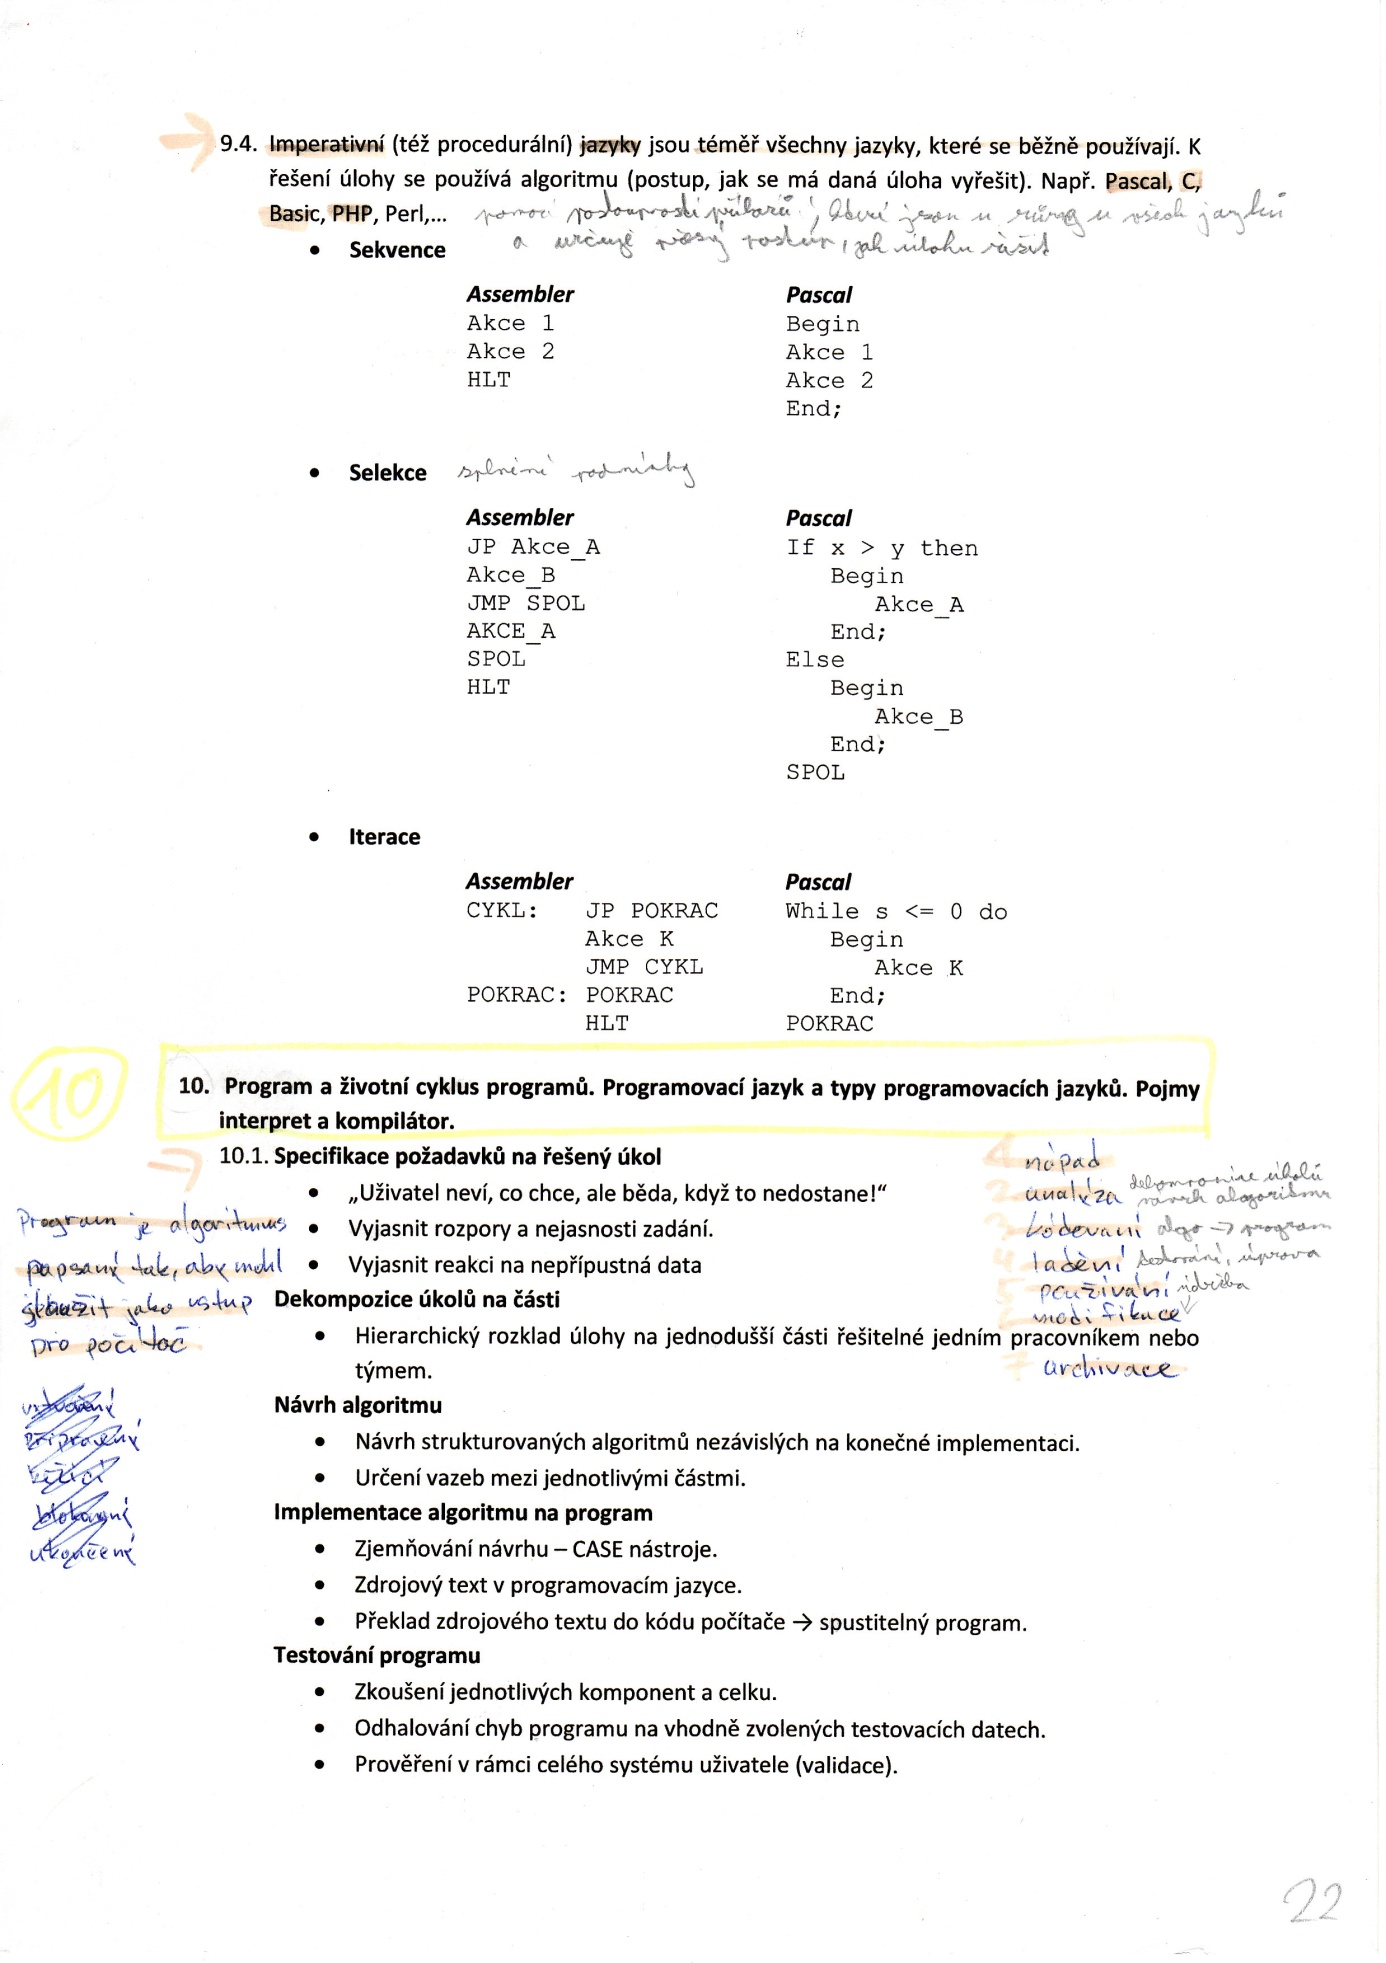 9.4. Imperativní (též procedurální) jazyky jsou téměř všechny jazyky, které se běžně používají. K
řešení úlohy se používá algoritmu (postup, jak se má daná úloha vyřešit). Např. Pascal, C,
Basic, PHP, Perl,... pomocí posloupnosti příkazů, které jsou u u všech jazyků
a určuje přesný postup, jak úlohu řešit
• Sekvence
Assembler Pascal
Akce 1 Begin
Akce 2 Akce 1
HLT Akce 2
End;
• Selekce splnění podmínky
Assembler Pascal
JP Akce_A If x > y then
Akce_B Begin
JMP SPOL Akce_A
AKCE_A End;
SPOL Else
HLT Begin
Akce_B
End;
SPOL
• Iterace
Assembler Pascal
CYKL: JP POKRAC While s <= 0 do
Akce K Begin
JMP CYKL Akce K
POKRAC: POKRAC End;
HLT POKRAC
10
10. Program a životní cyklus programů. Programovací jazyk a typy programovacích jazyků. Pojmy
interpret a kompilátor.
10.1. Specifikace požadavků na řešený úkol
• „Uživatel neví, co chce, ale běda, když to nedostane!“
• Vyjasnit rozpory a nejasnosti zadání.
• Vyjasnit reakci na nepřípustná data
Dekompozice úkolů na části
• Hierarchický rozklad úlohy na jednodušší části řešitelné jedním pracovníkem nebo
týmem.
Návrh algoritmu
• Návrh strukturovaných algoritmů nezávislých na konečné implementaci.
• Určení vazeb mezi jednotlivými částmi.
Implementace algoritmu na program
• Zjemňování návrhu – CASE nástroje.
• Zdrojový text v programovacím jazyce.
• Překlad zdrojového textu do kódu počítače → spustitelný program.
Testování programu
• Zkoušení jednotlivých komponent a celku.
• Odhalování chyb programu na vhodně zvolených testovacích datech.
• Prověření v rámci celého systému uživatele (validace).
Program je algoritmus
papsaný tak, aby mohl
sloužit jako vstup
pro počítač
připravený
běžící
blokovaný
ukončený
1. nápad
2. analýza dekompozice úkolů
návrh algoritmu
3. kódování algo → program
4. ladění testování, úprava
5. používání údržba
modifikace
7 archivace
22